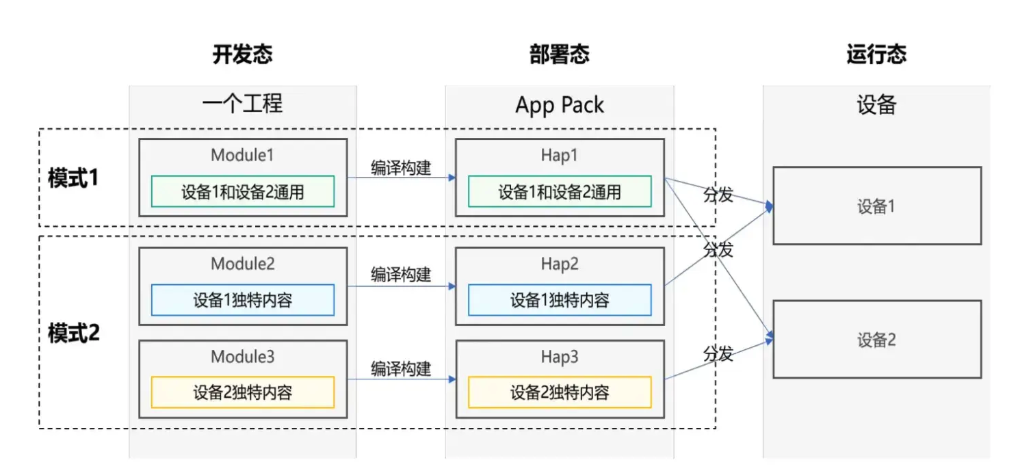 开发态
部署态
运行态
一个工程
App Pack
设备
模式1
Module1
设备1和设备2通用
编译构建
Hap1
设备1和设备2通用
分发
设备1
模式2
Module2
设备1独特内容
编译构建
Hap2
设备1独特内容
分发
Module3
设备2独特内容
编译构建
Hap3
设备2独特内容
分发
设备2